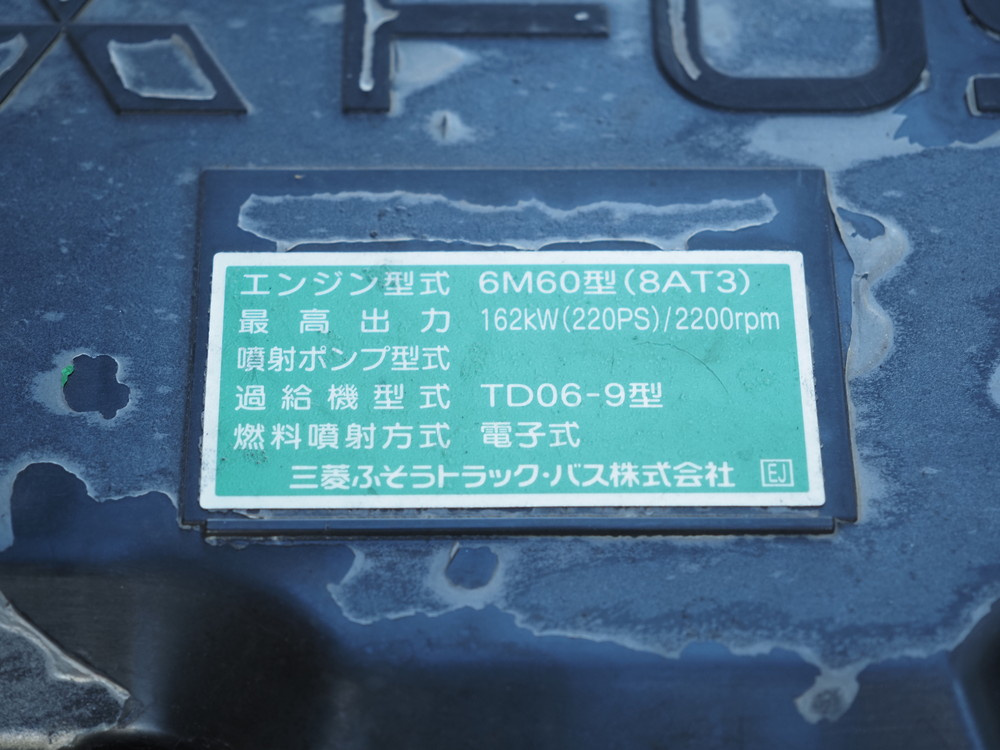 FUS
エンジン型式 6M60型(8AT3)
最高出力 162kW(220PS)/2200rpm
噴射ポンプ型式
過給機型式 TD06-9型
燃料噴射方式 電子式
三菱ふそうトラック・バス株式会社 EJ